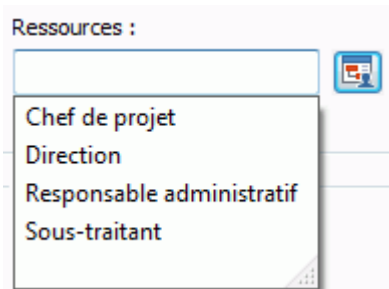 Ressources :
Chef de projet
Direction
Responsable administratif
Sous-traitant